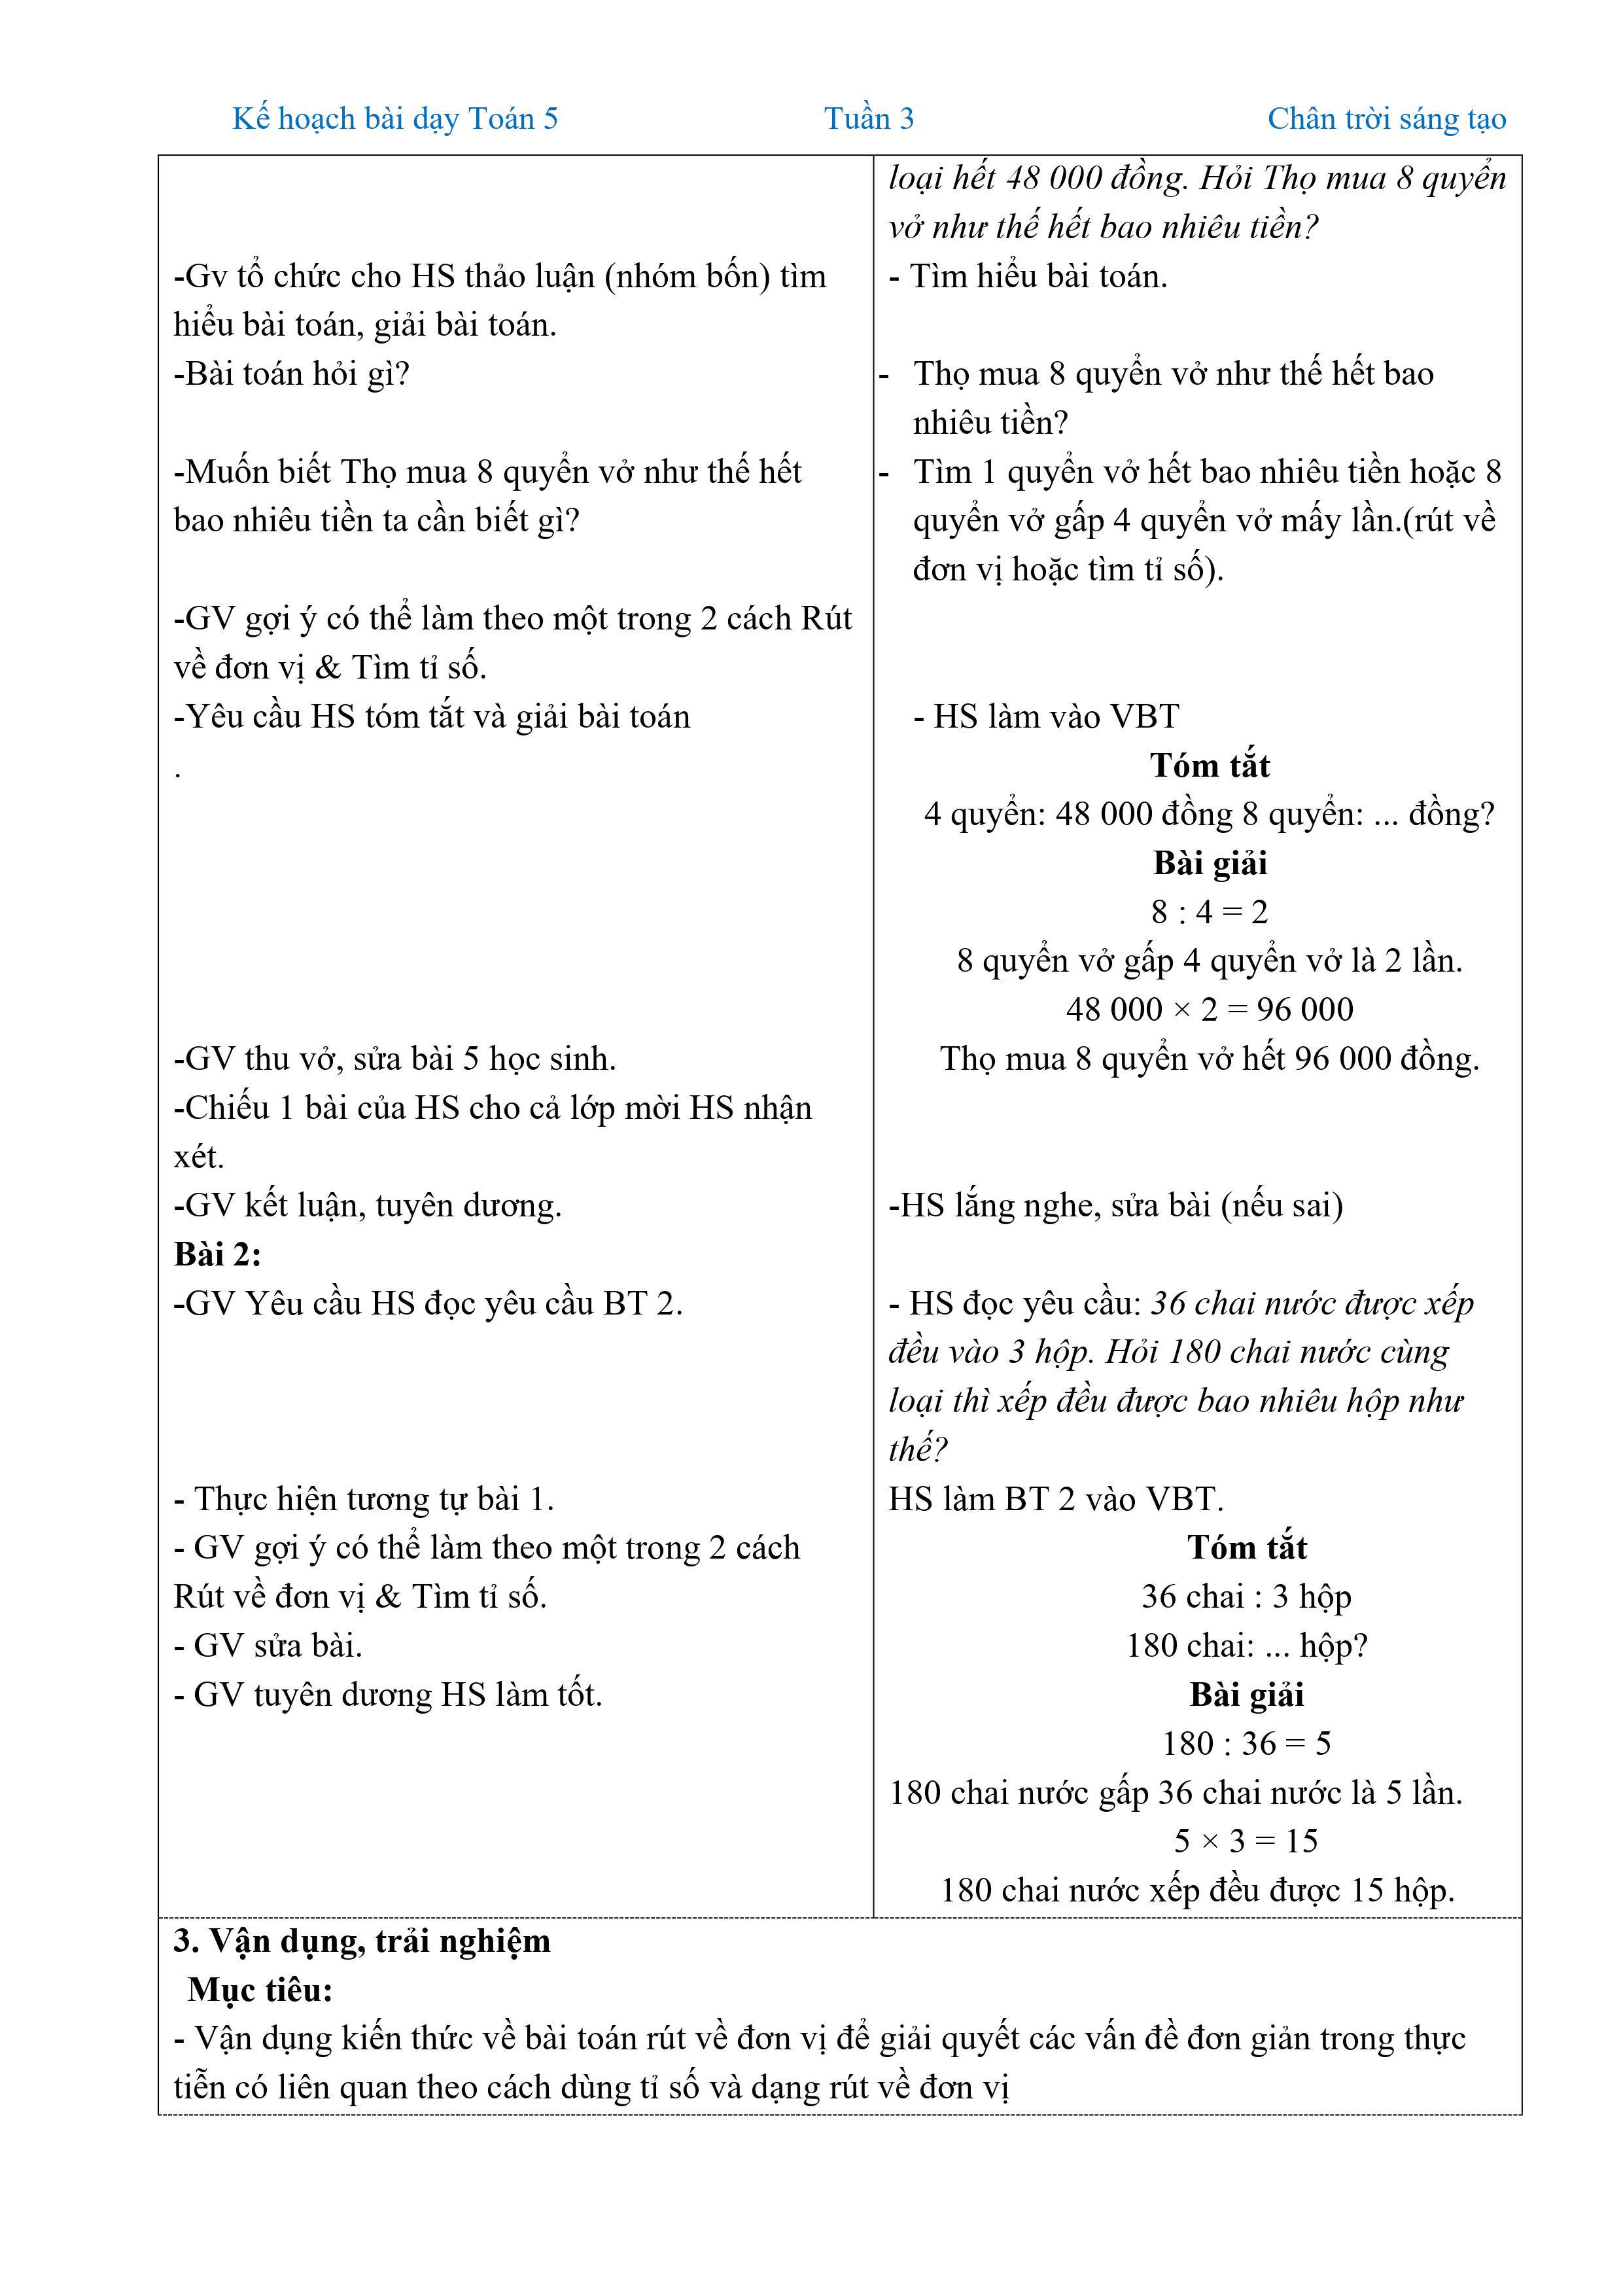 Kế hoạch bài dạy Toán 5 Tuần 3 Chân trời sáng tạo
loại hết 48 000 đồng. Hỏi Thọ mua 8 quyển
vở như thế hết bao nhiêu tiền?
-Gv tổ chức cho HS thảo luận (nhóm bốn) tìm
hiểu bài toán, giải bài toán.
- Tìm hiểu bài toán.
-Bài toán hỏi gì?
- Thọ mua 8 quyển vở như thế hết bao
nhiêu tiền?
-Muốn biết Thọ mua 8 quyển vở như thế hết
bao nhiêu tiền ta cần biết gì?
- Tìm 1 quyển vở hết bao nhiêu tiền hoặc 8
quyển vở gấp 4 quyển vở mấy lần.(rút về
đơn vị hoặc tìm tỉ số).
-GV gợi ý có thể làm theo một trong 2 cách Rút
về đơn vị & Tìm tỉ số.
-Yêu cầu HS tóm tắt và giải bài toán
.
- HS làm vào VBT
Tóm tắt
4 quyển: 48 000 đồng 8 quyển: ... đồng?
Bài giải
8 : 4 = 2
8 quyển vở gấp 4 quyển vở là 2 lần.
48 000 × 2 = 96 000
Thọ mua 8 quyển vở hết 96 000 đồng.
-GV thu vở, sửa bài 5 học sinh.
-Chiếu 1 bài của HS cho cả lớp mời HS nhận
xét.
-GV kết luận, tuyên dương.
-HS lắng nghe, sửa bài (nếu sai)
Bài 2:
-GV Yêu cầu HS đọc yêu cầu BT 2.
- HS đọc yêu cầu: 36 chai nước được xếp
đều vào 3 hộp. Hỏi 180 chai nước cùng
loại thì xếp đều được bao nhiêu hộp như
thế?
- Thực hiện tương tự bài 1.
- GV gợi ý có thể làm theo một trong 2 cách
Rút về đơn vị & Tìm tỉ số.
- GV sửa bài.
- GV tuyên dương HS làm tốt.
HS làm BT 2 vào VBT.
Tóm tắt
36 chai : 3 hộp
180 chai: ... hộp?
Bài giải
180 : 36 = 5
180 chai nước gấp 36 chai nước là 5 lần.
5 × 3 = 15
180 chai nước xếp đều được 15 hộp.
3. Vận dụng, trải nghiệm
Mục tiêu:
- Vận dụng kiến thức về bài toán rút về đơn vị để giải quyết các vấn đề đơn giản trong thực
tiễn có liên quan theo cách dùng tỉ số và dạng rút về đơn vị